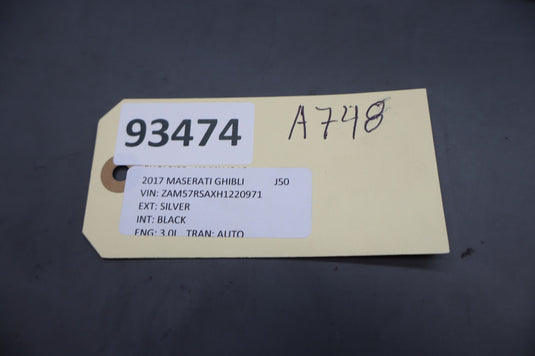 93474
A748
2017 MASERATI GHIBLI J50
VIN: ZAM57RSAXH1220971
EXT: SILVER
INT: BLACK
ENG: 3.0L TRAN: AUTO